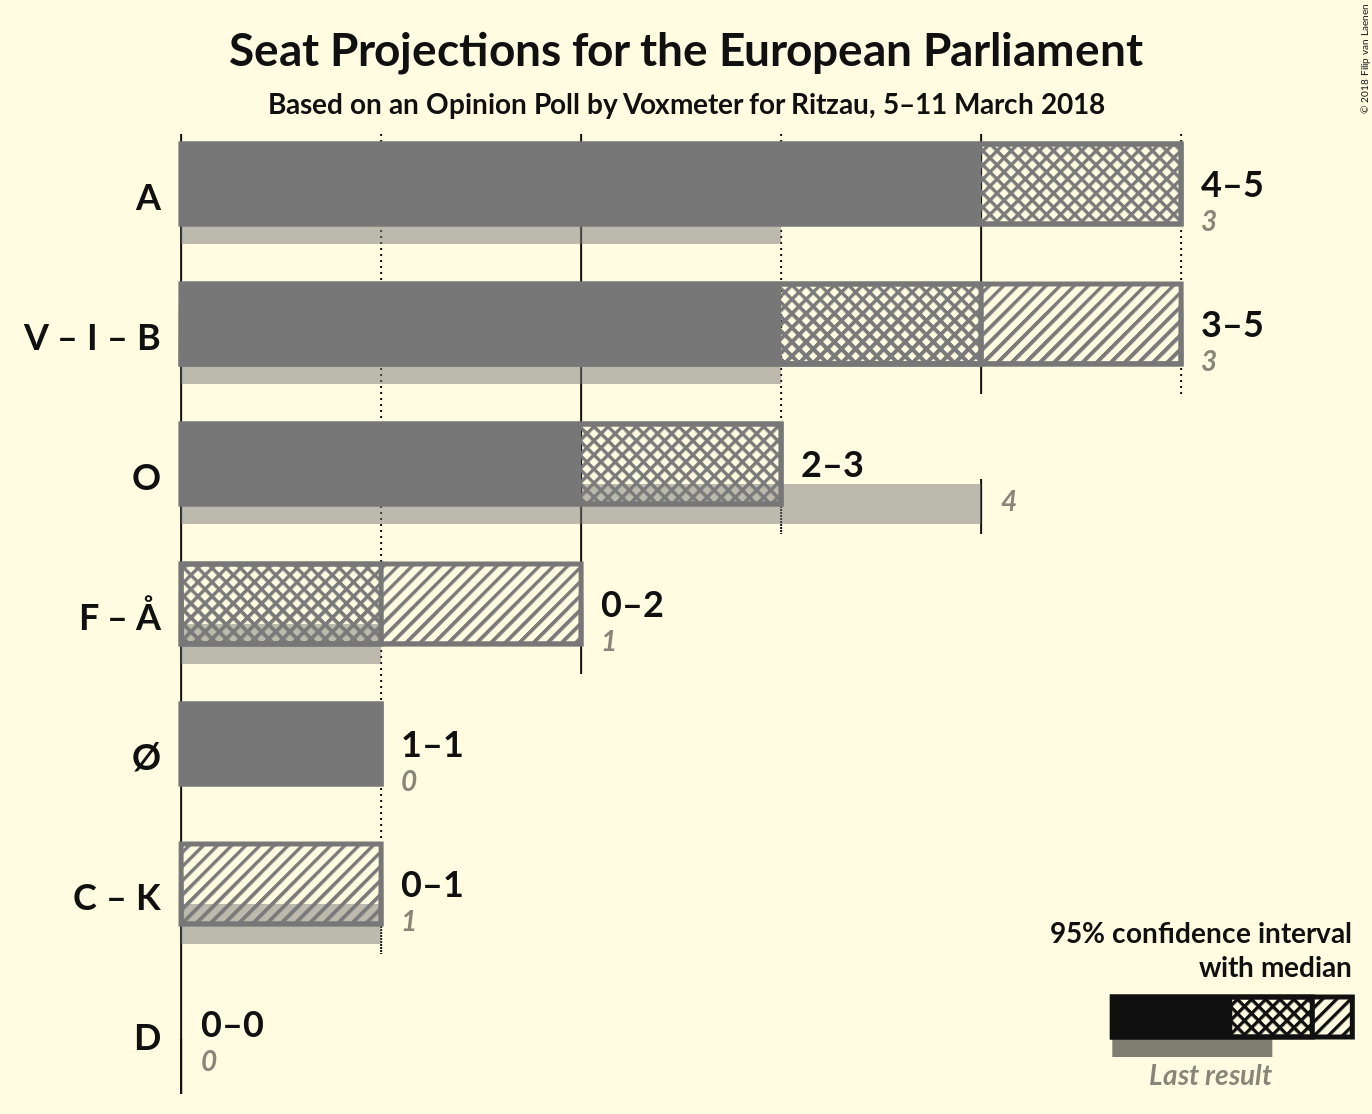 Seat Projections for the European Parliament
Based on an Opinion Poll by Voxmeter for Ritzau, 5–11 March 2018
© 2018 Filip van Laenen
A
4–5
3
V – I – B
3–5
3
O
2–3
4
F – Å
0–2
1
Ø
1–1
0
C – K
0–1
1
D
0–0
0
95% confidence interval
with median
Last result